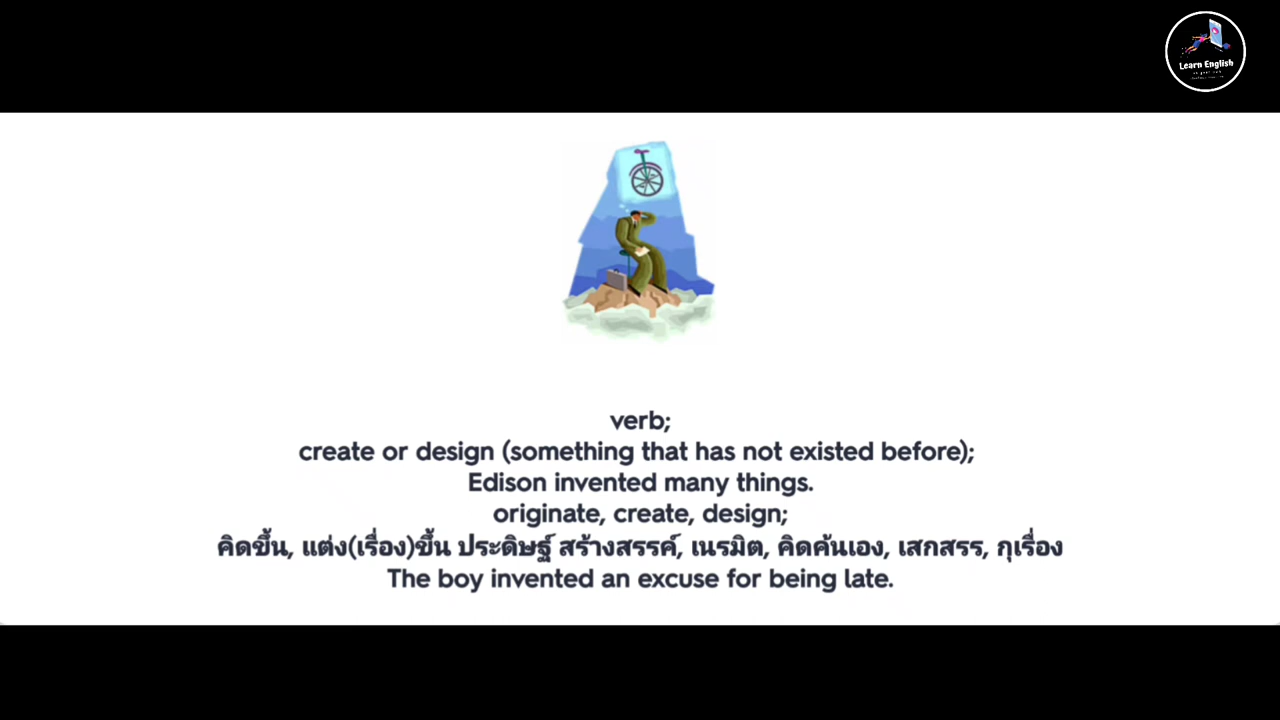 Learn English
verb;
create or design (something that has not existed before);
Edison invented many things.
originate, create, design;
คิดขึ้น, แต่ง(เรื่อง)ขึ้น ประดิษฐ์ สร้างสรรค์, เนรมิต, คิดค้นเอง, เสกสรร, กุเรื่อง
The boy invented an excuse for being late.